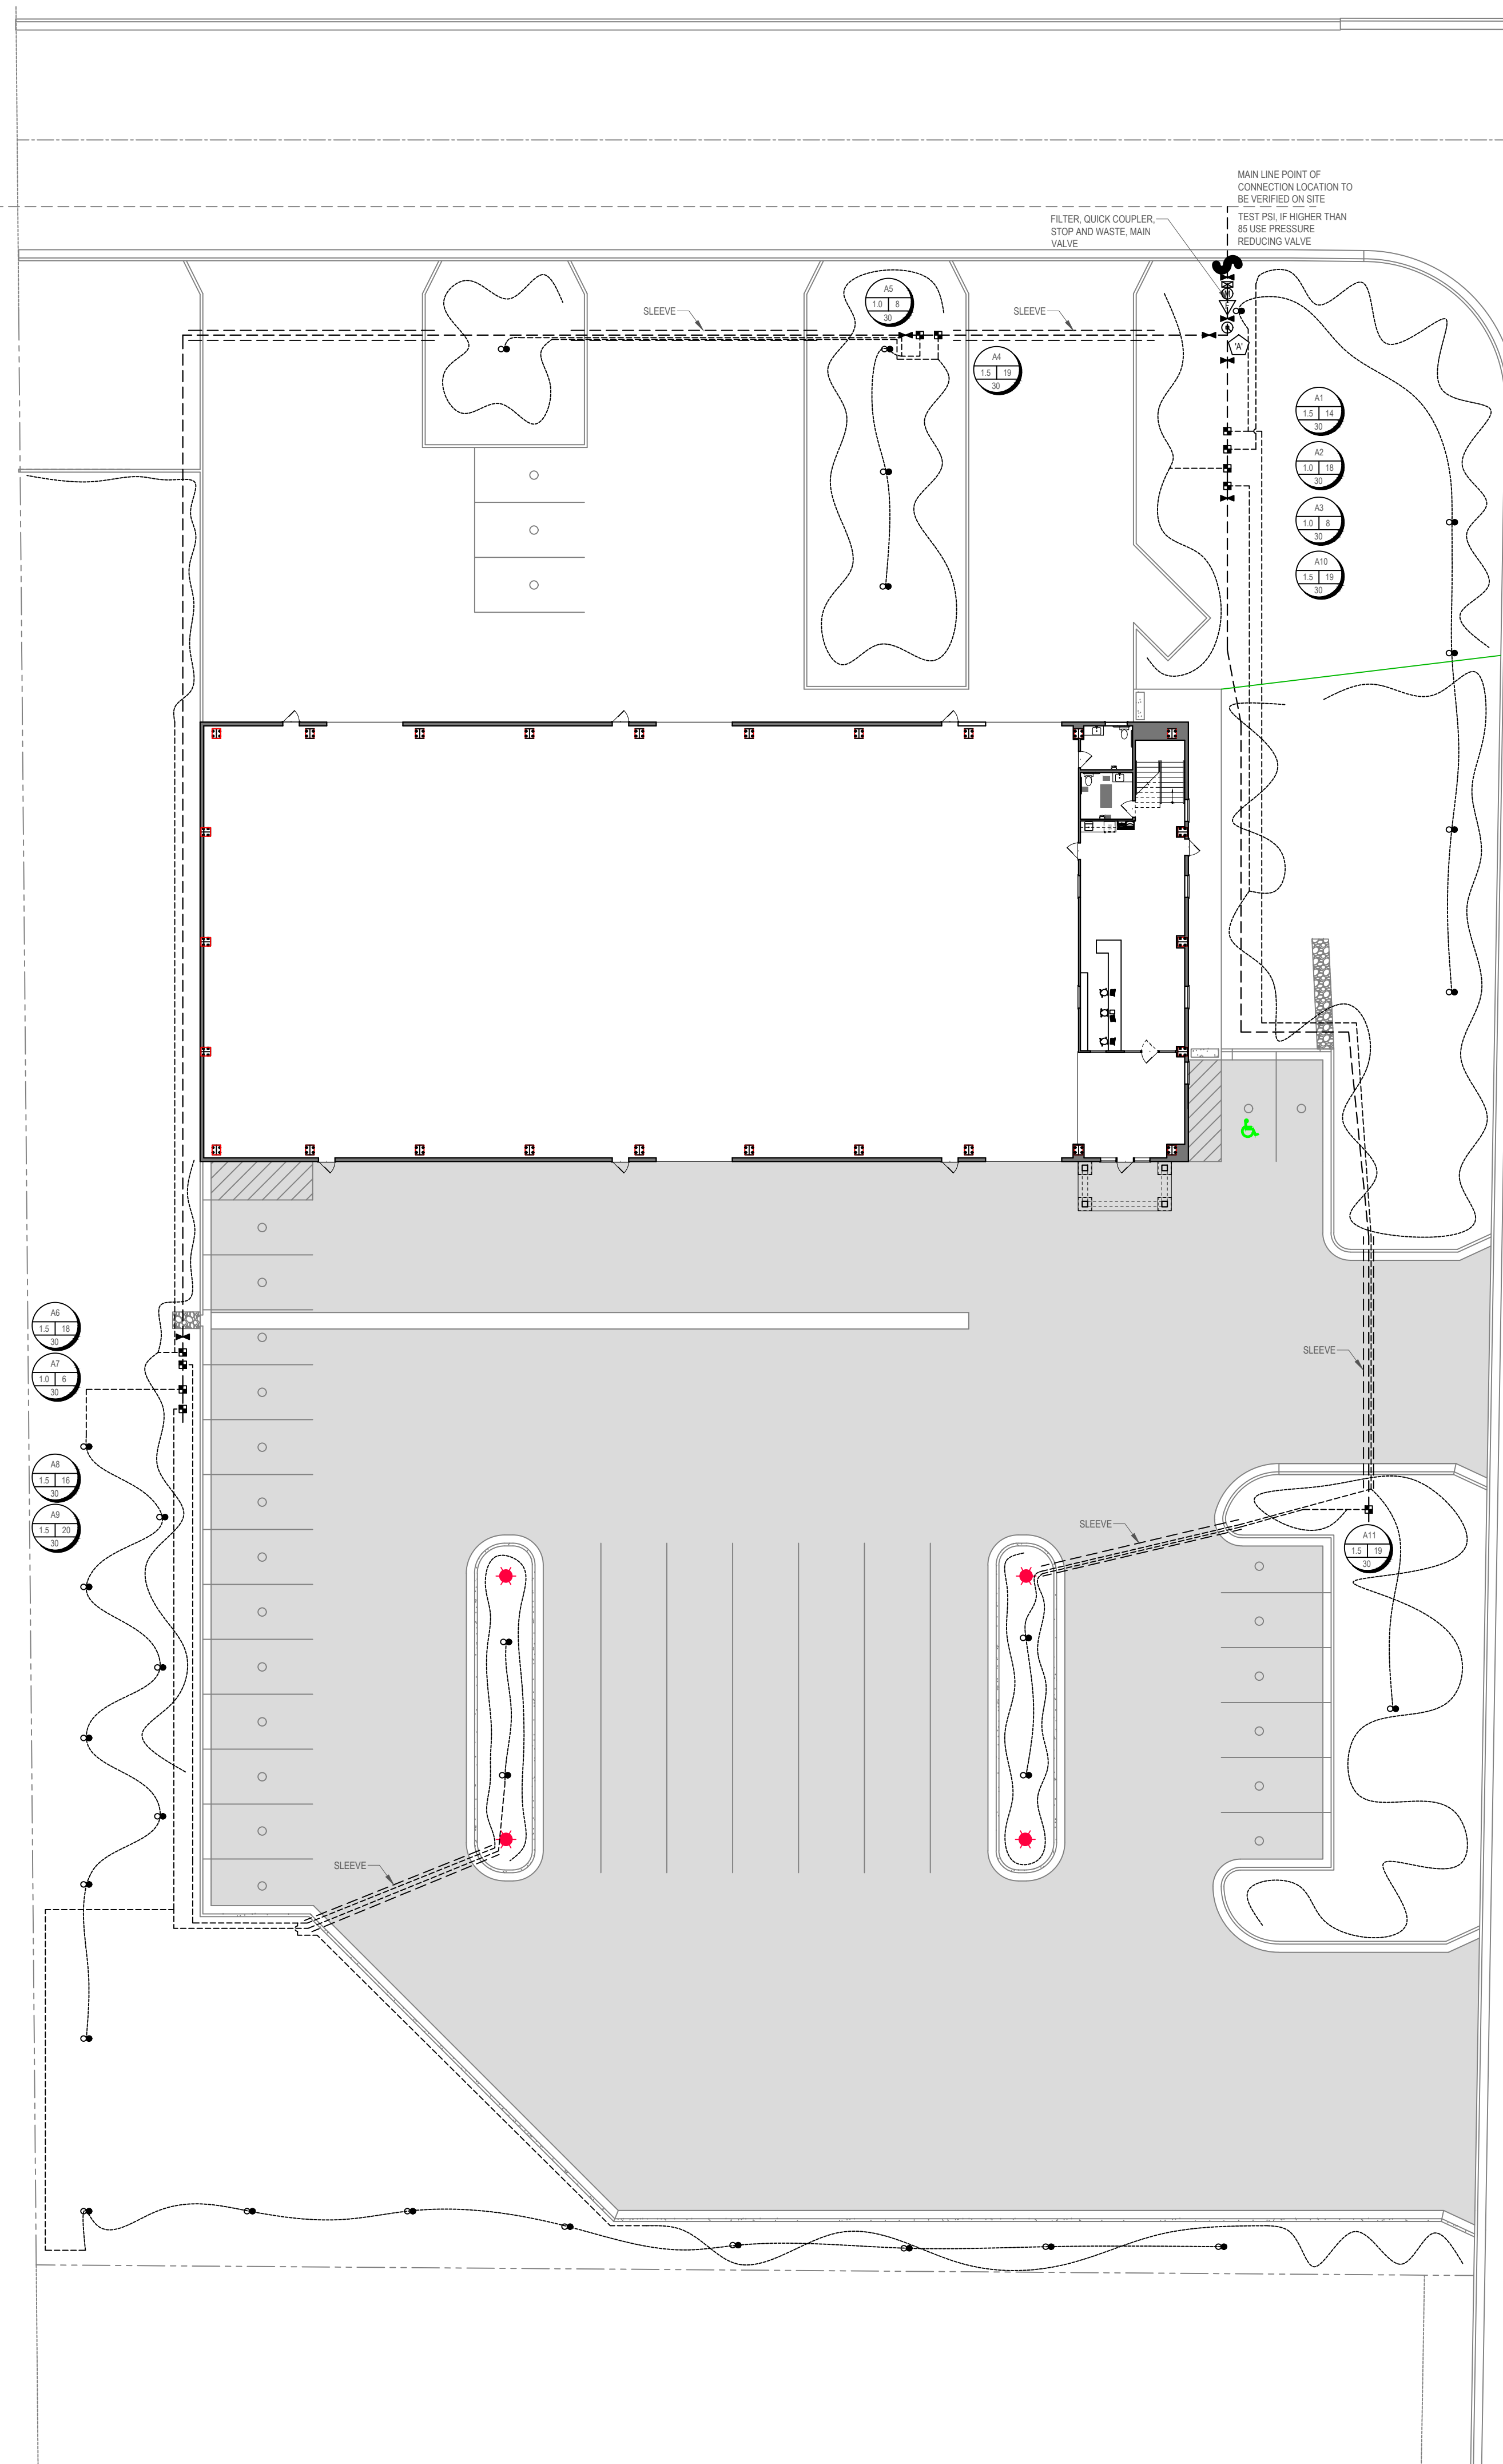 MAIN LINE POINT OF
CONNECTION LOCATION TO
BE VERIFIED ON SITE
TEST PSI, IF HIGHER THAN
85 USE PRESSURE
REDUCING VALVE
FILTER, QUICK COUPLER,
STOP AND WASTE, MAIN
VALVE
A5
1.0 8
30
SLEEVE
SLEEVE
'A'
A4
1.5 19
30
A1
1.5 14
30
A2
1.0 18
30
A3
1.0 8
30
A10
1.5 19
30
A6
1.5 18
30
A7
1.0 6
30
SLEEVE
A8
1.5 16
30
A9
1.5 20
30
SLEEVE
A11
1.5 19
30
SLEEVE